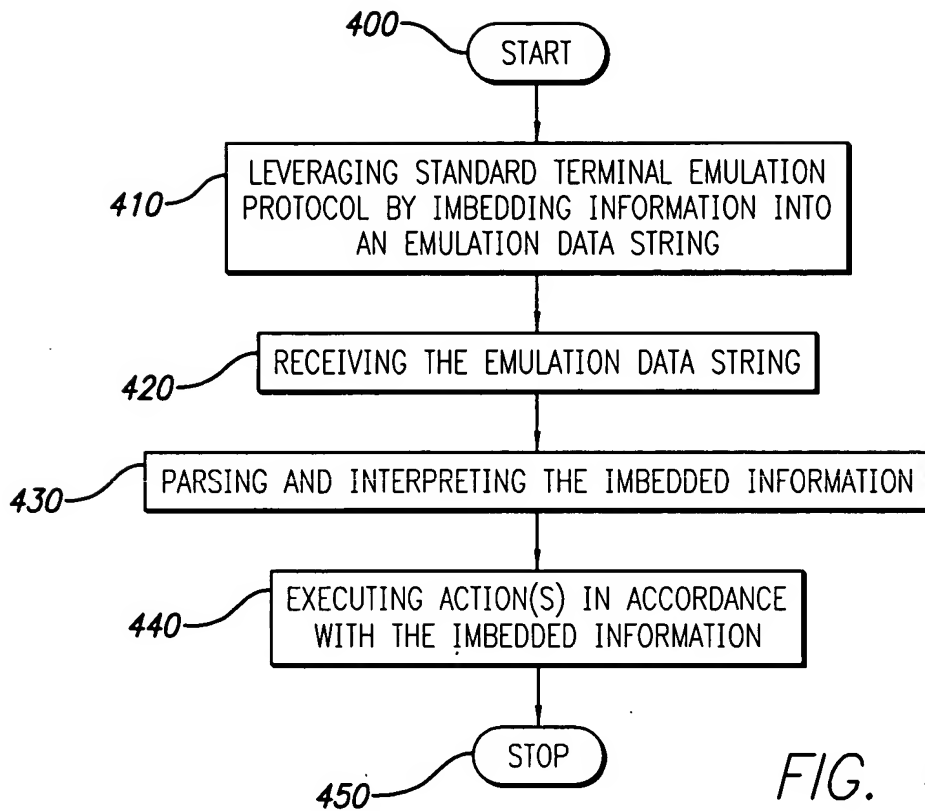 400
START
410
LEVERAGING STANDARD TERMINAL EMULATION
PROTOCOL BY IMBEDDING INFORMATION INTO
AN EMULATION DATA STRING
420
RECEIVING THE EMULATION DATA STRING
430
PARSING AND INTERPRETING THE IMBEDDED INFORMATION
440
EXECUTING ACTION(S) IN ACCORDANCE
WITH THE IMBEDDED INFORMATION
450
STOP
FIG.